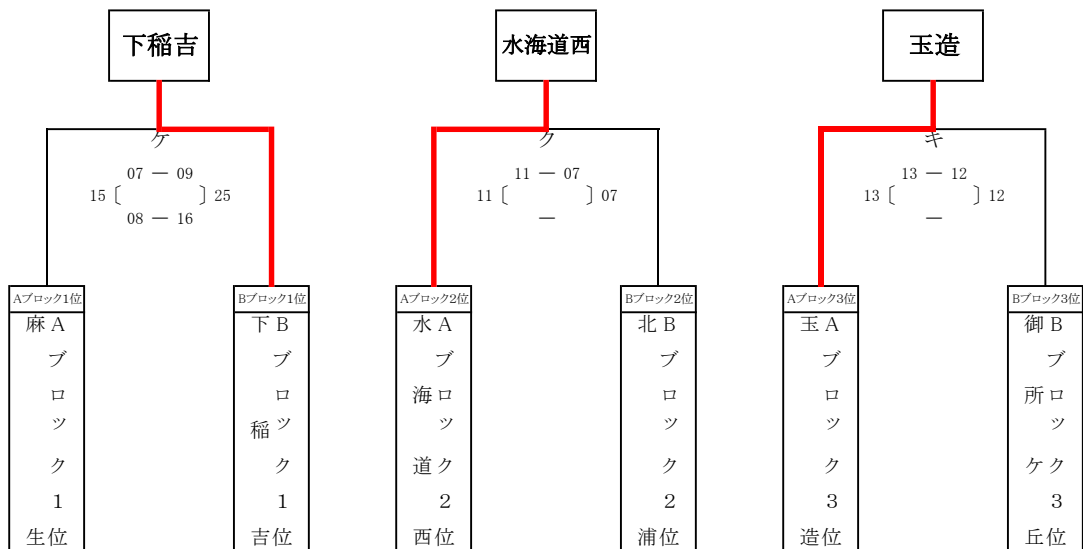 下稲吉
水海道西
玉造
ケ
07 ― 09
15 [ ] 25
08 ― 16
ク
11 ― 07
11 [ ] 07
―
キ
13 ― 12
13 [ ] 12
―
Aブロック1位
麻生
Aブロック1位
Bブロック1位
下稲吉
Bブロック1位
Aブロック2位
水海道西
Aブロック2位
Bブロック2位
北浦
Bブロック2位
Aブロック3位
玉造
Aブロック3位
Bブロック3位
御所ケ丘
Bブロック3位